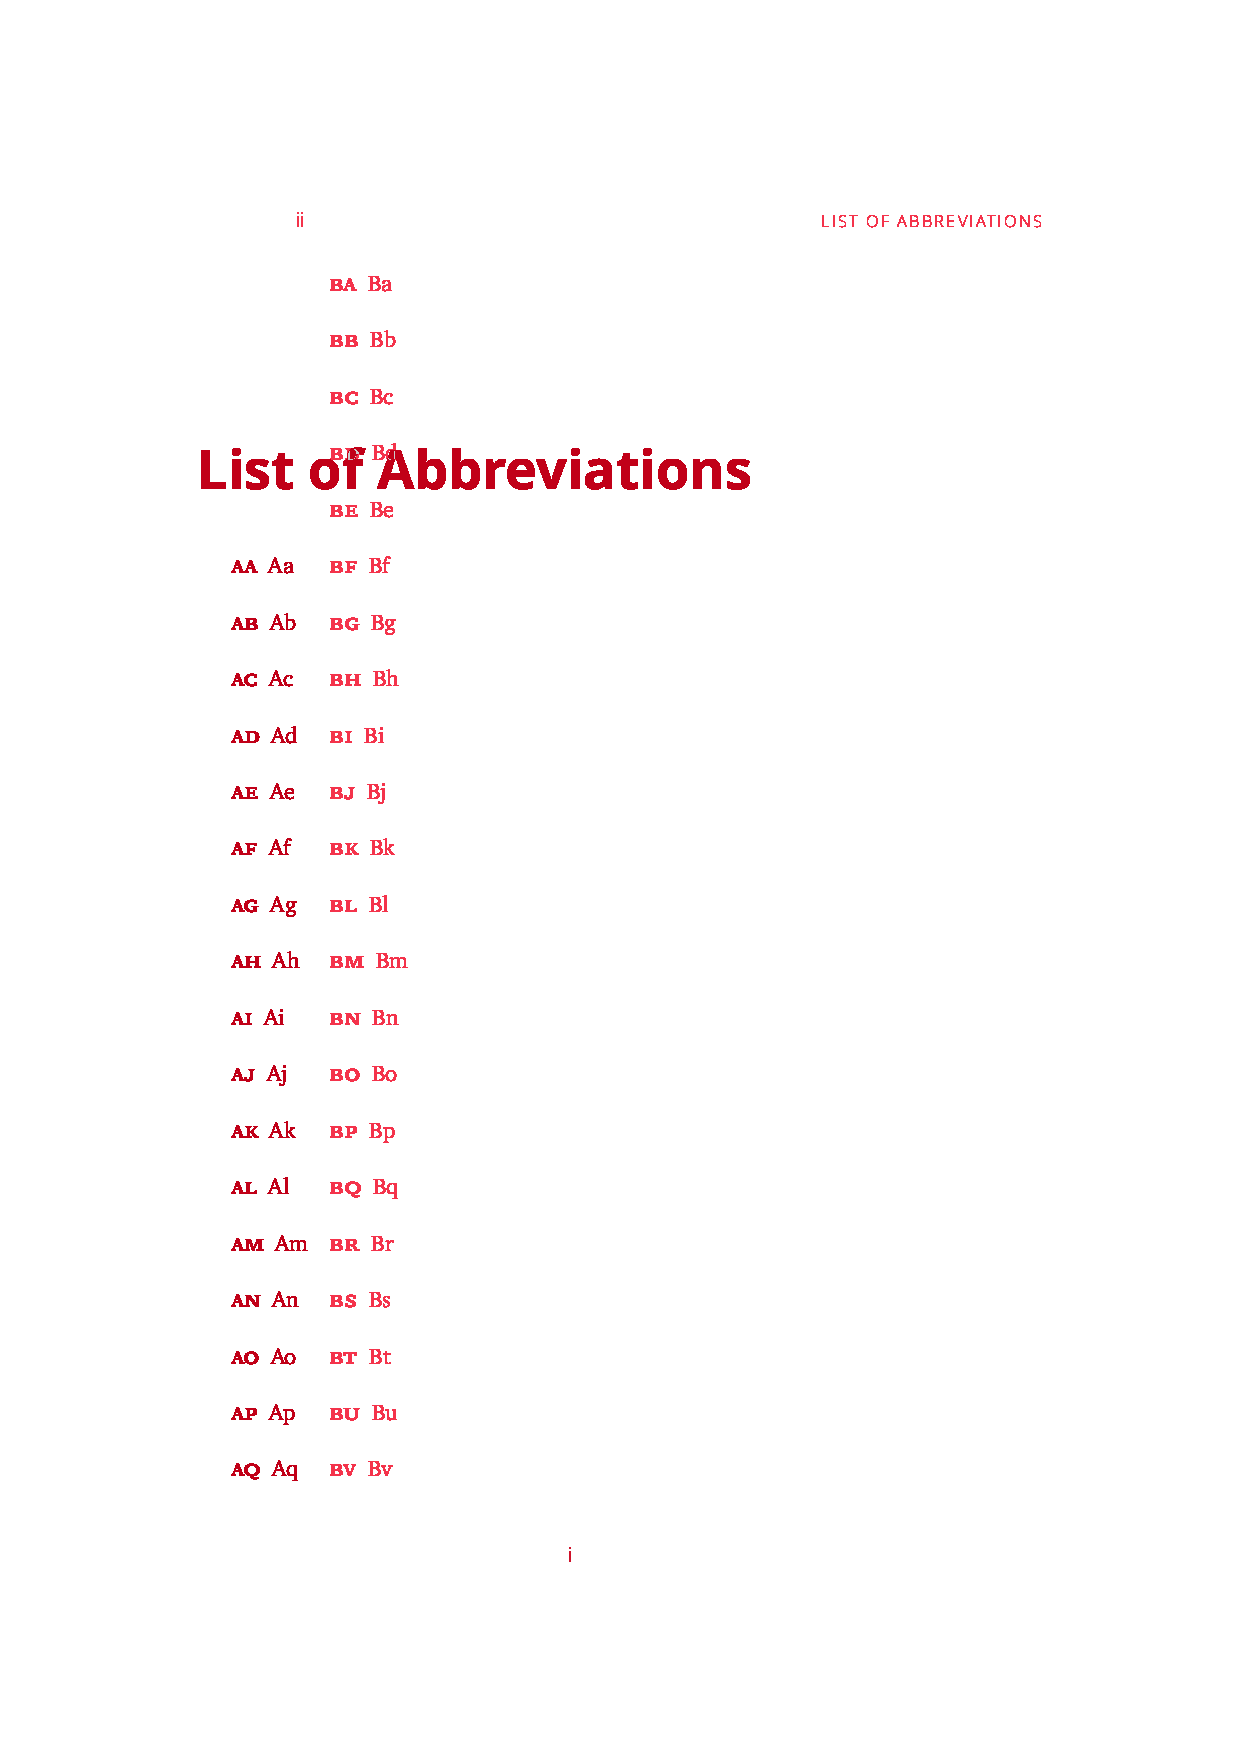 ii LIST OF ABBREVIATIONS
BA Ba
BB Bb
BC Bc
BD Bd
List of Abbreviations
BE Be
AA Aa BF Bf
AB Ab BG Bg
AC Ac BH Bh
AD Ad BI Bi
AE Ae BJ Bj
AF Af BK Bk
AG Ag BL Bl
AH Ah BM Bm
AI Ai BN Bn
AJ Aj BO Bo
AK Ak BP Bp
AL Al BQ Bq
AM Am BR Br
AN An BS Bs
AO Ao BT Bt
AP Ap BU Bu
AQ Aq BV Bv
i